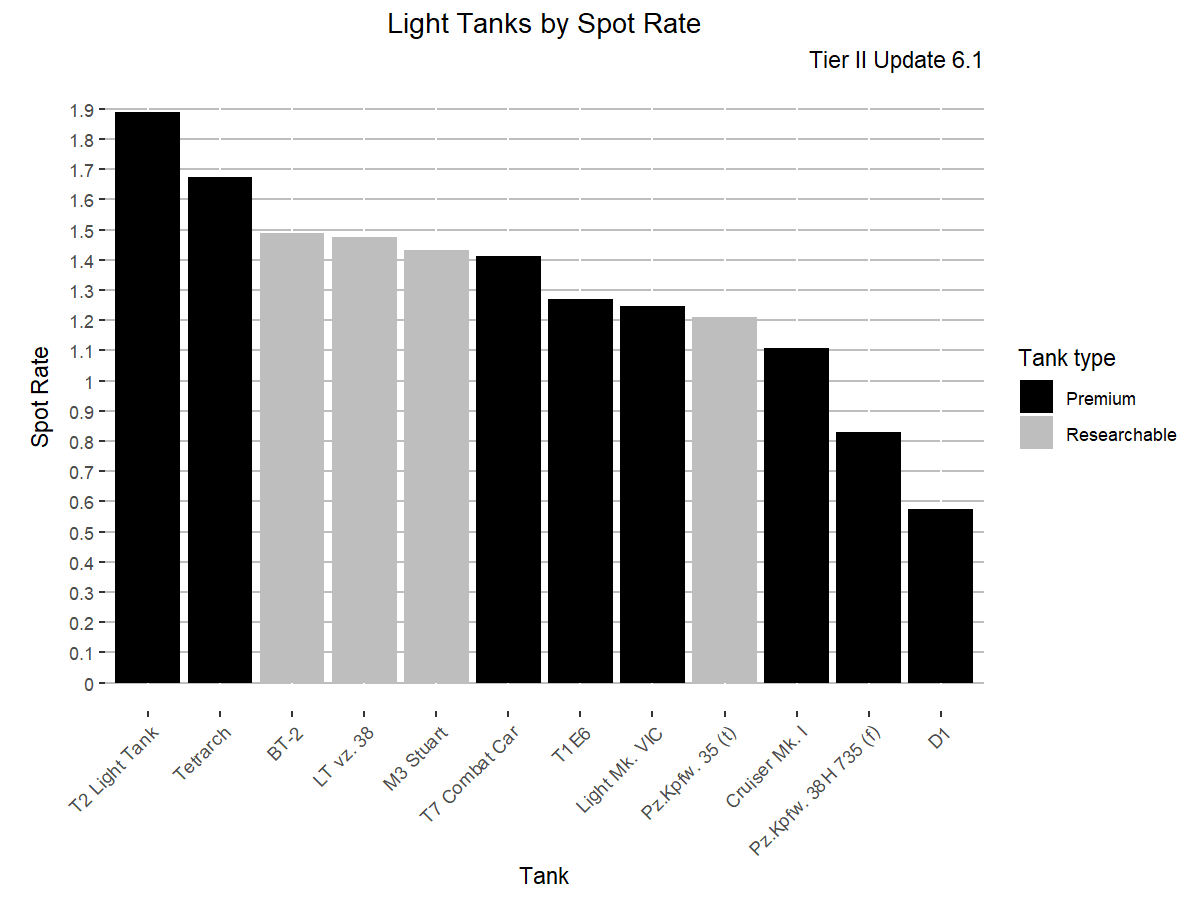 Light Tanks by Spot Rate
Tier II Update 6.1
Spot Rate
1.9
1.8
1.7
1.6
1.5
1.4
1.3
1.2
1.1
1
0.9
0.8
0.7
0.6
0.5
0.4
0.3
0.2
0.1
0
T2 Light Tank
Tetrarch
BT-2
LT vz. 38
M3 Stuart
T7 Combat Car
T1E6
Light Mk. VIC
Pz.Kpfw. 35 (t)
Cruiser Mk. I
Pz.Kpfw. 38H 735 (f)
D1
Tank
Tank type
Premium
Researchable